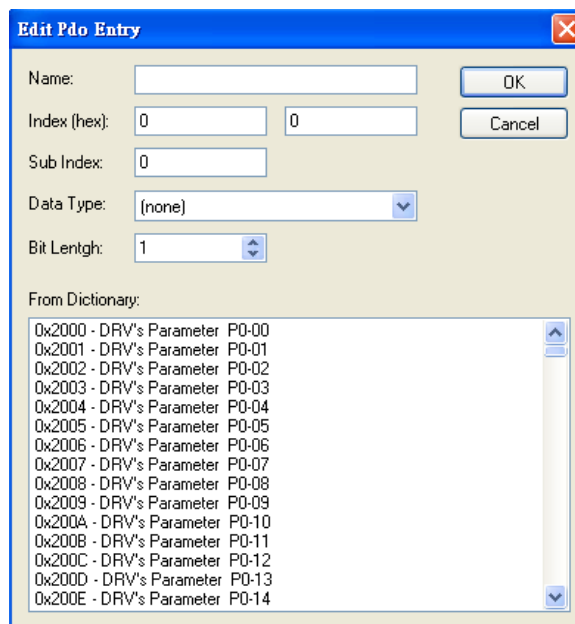 Edit Pdo Entry
Name:
OK
Index (hex): 0 0
Cancel
Sub Index: 0
Data Type: (none)
Bit Lentgh: 1
From Dictionary:
0x2000 - DRV's Parameter P0-00
0x2001 - DRV's Parameter P0-01
0x2002 - DRV's Parameter P0-02
0x2003 - DRV's Parameter P0-03
0x2004 - DRV's Parameter P0-04
0x2005 - DRV's Parameter P0-05
0x2006 - DRV's Parameter P0-06
0x2007 - DRV's Parameter P0-07
0x2008 - DRV's Parameter P0-08
0x2009 - DRV's Parameter P0-09
0x200A - DRV's Parameter P0-10
0x200B - DRV's Parameter P0-11
0x200C - DRV's Parameter P0-12
0x200D - DRV's Parameter P0-13
0x200E - DRV's Parameter P0-14